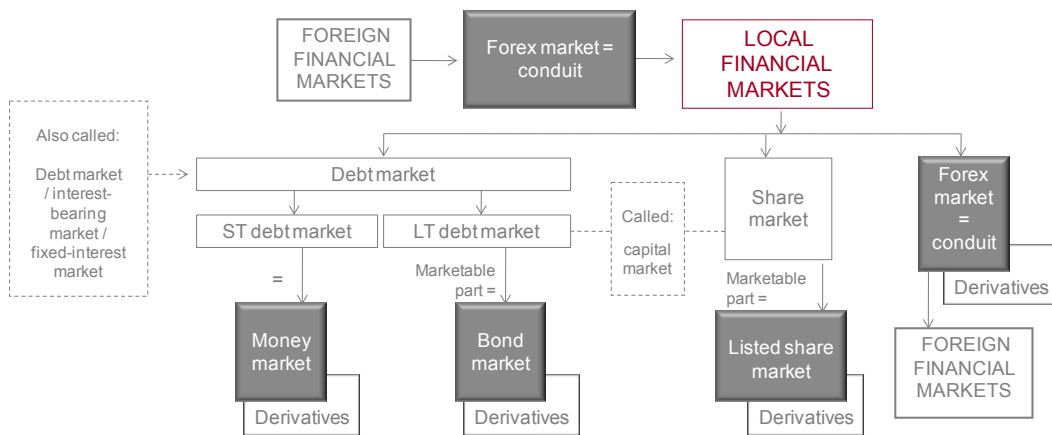 FOREIGN
FINANCIAL
MARKETS
Forex market =
conduit
LOCAL
FINANCIAL
MARKETS
Also called:
Debt market
/ interest-
bearing
market /
fixed-interest
market
Debt market
ST debt market
LT debt market
Called:
capital
market
Share
market
Forex
market
=
conduit
Derivatives
=
Marketable
part =
Marketable
part =
Money
market
Derivatives
Bond
market
Derivatives
Listed share
market
Derivatives
FOREIGN
FINANCIAL
MARKETS